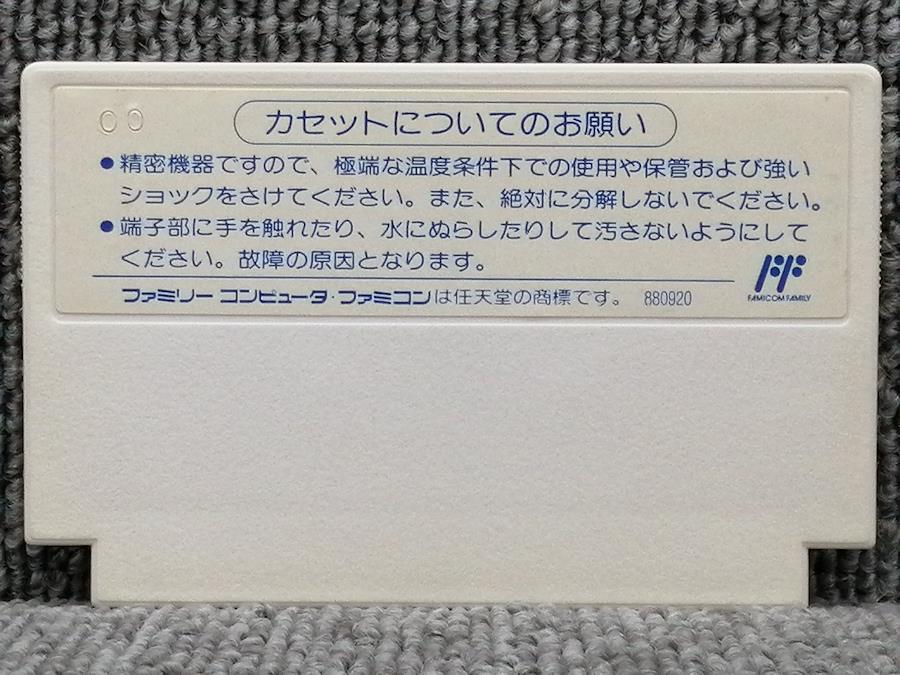 00
カセットについてのお願い
●精密機器ですので、極端な温度条件下での使用や保管および強い
ショックをさけてください。また、絶対に分解しないでください。
●端子部に手を触れたり、水にぬらしたりして汚さないようにして
ください。故障の原因となります。
ファミリー コンピュータ・ファミコンは任天堂の商標です。 880920
FAMICOM FAMILY